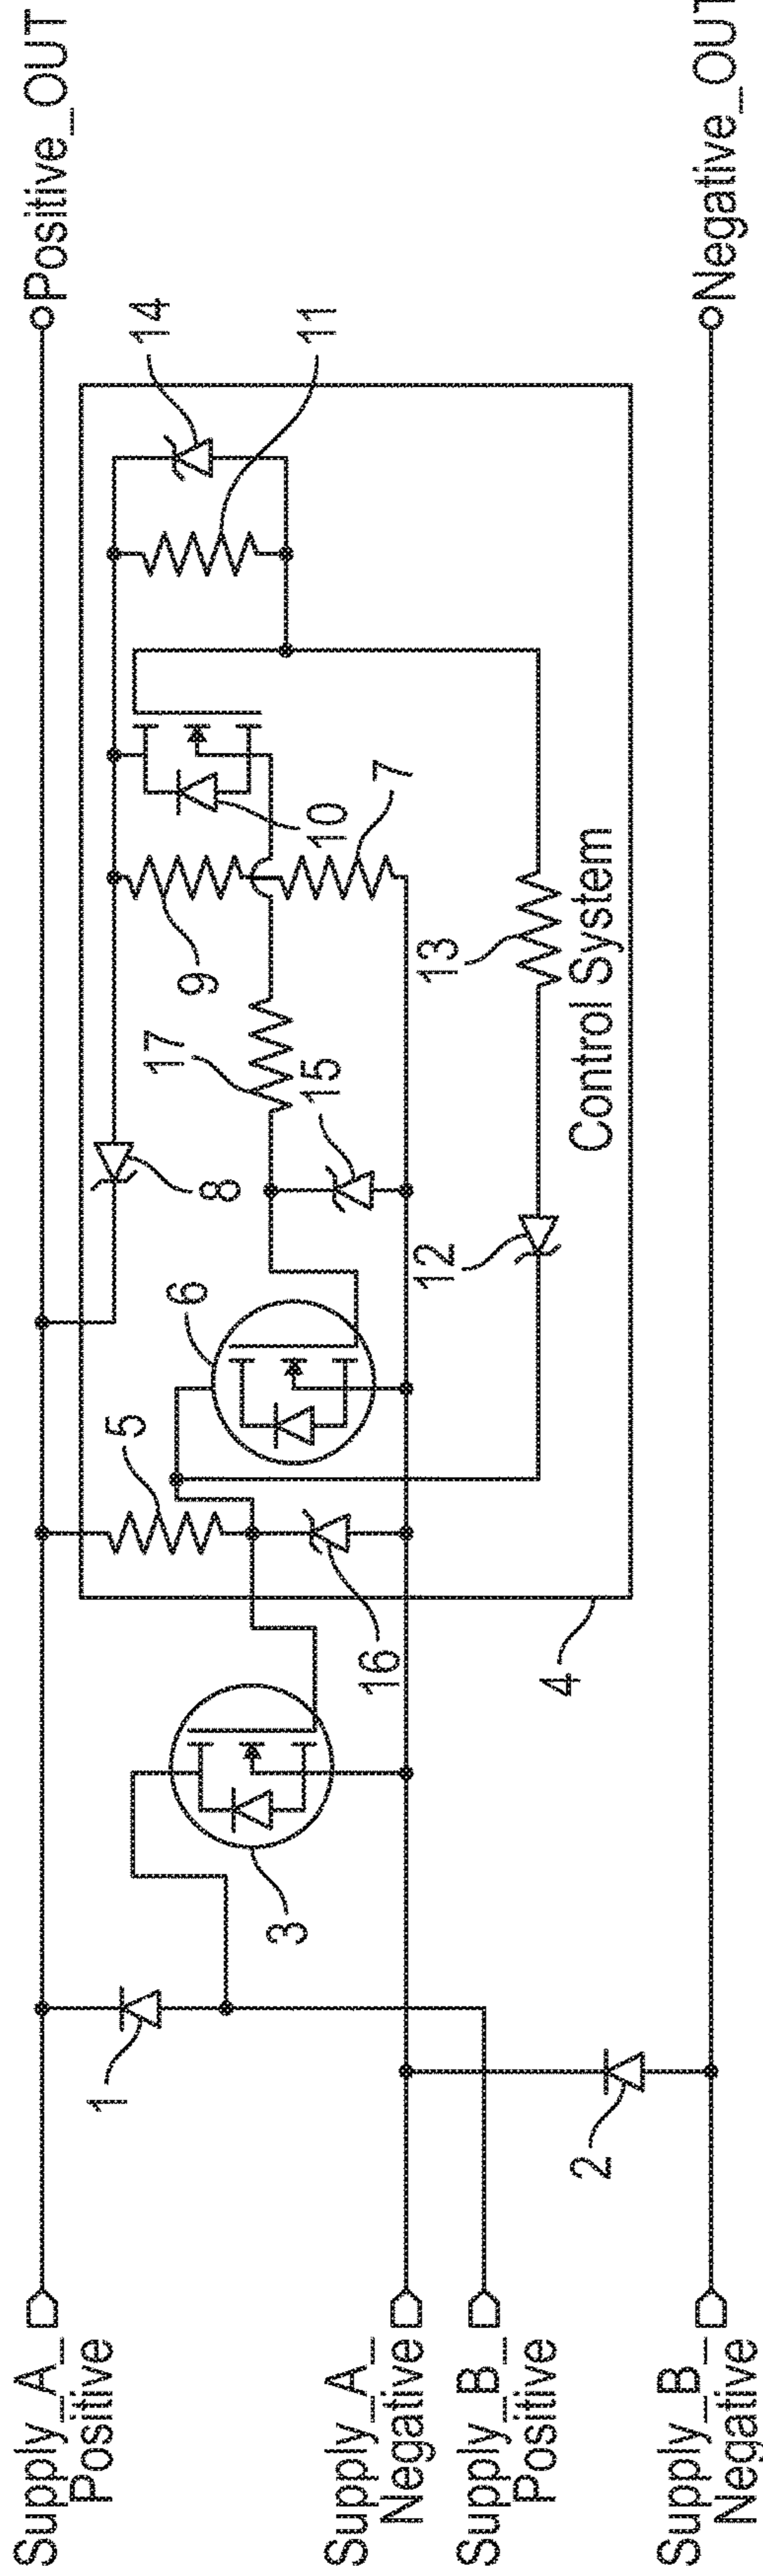 Supply_A_
Positive
Supply_A_
Negative
Supply_B_
Positive
Supply_B_
Negative
Positive_OUT
Negative_OUT
1
2
3
4
5
6
7
8
9
10
11
12
13
14
15
16
17
Control System